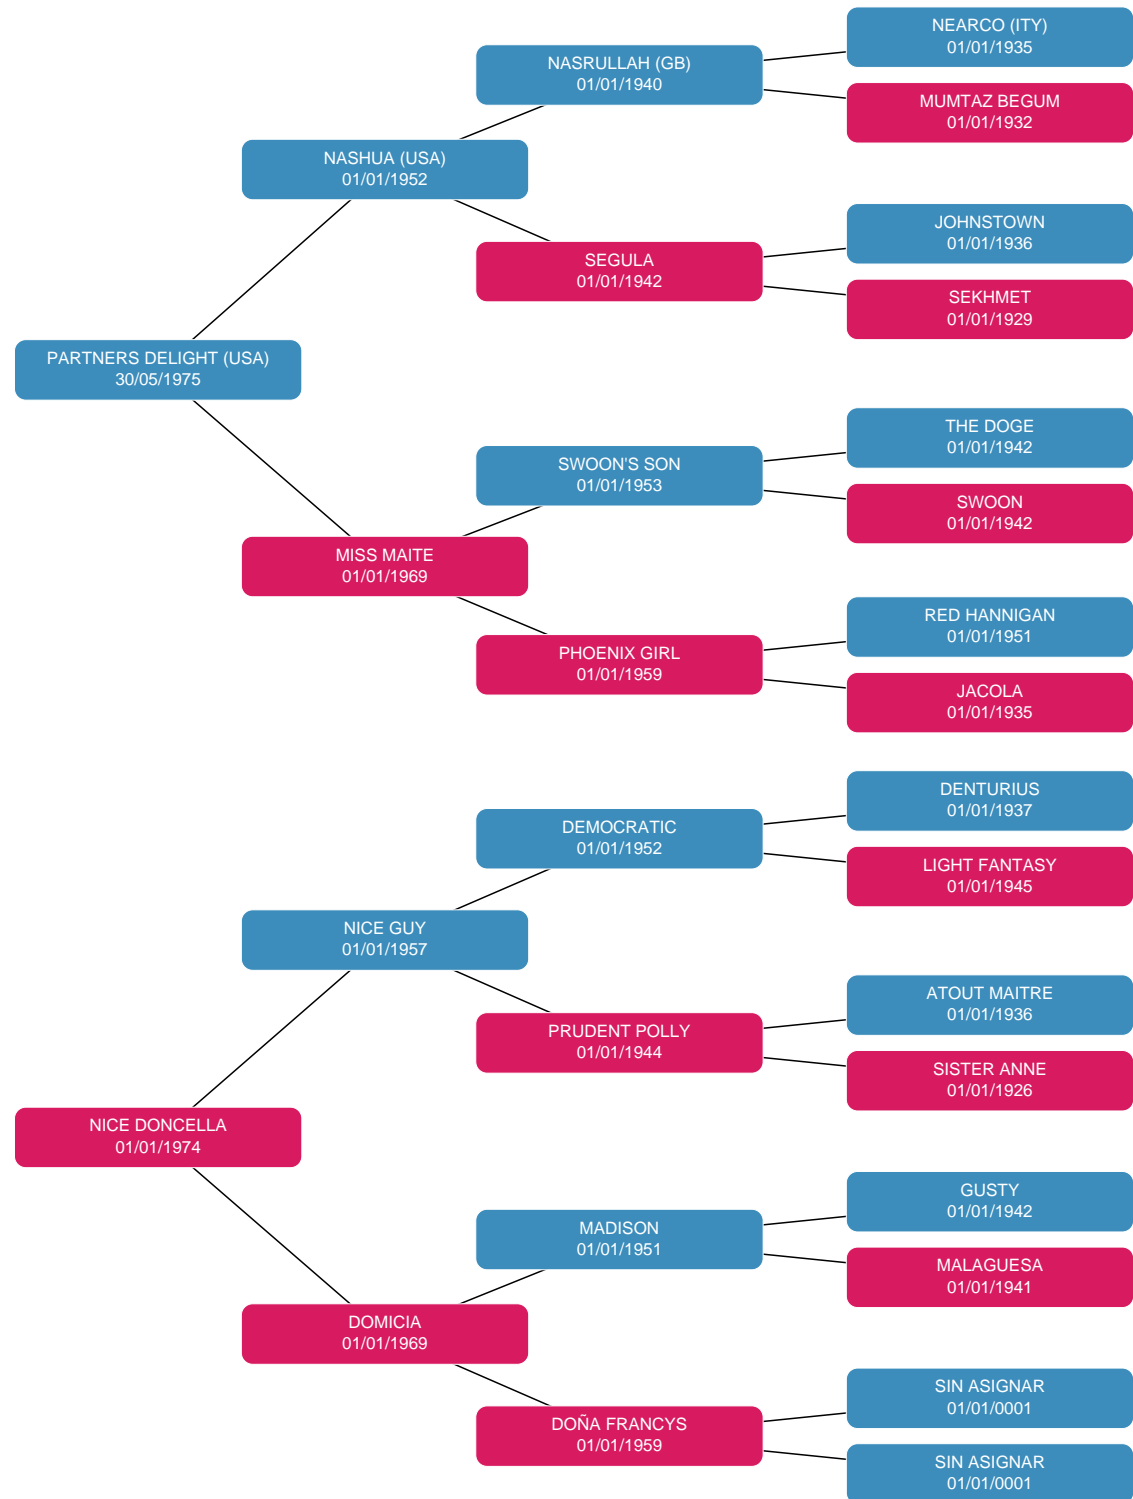 NEARCO (ITY)
01/01/1935
NASRULLAH (GB)
01/01/1940
MUMTAZ BEGUM
01/01/1932
NASHUA (USA)
01/01/1952
JOHNSTOWN
01/01/1936
SEGULA
01/01/1942
SEKHMET
01/01/1929
PARTNERS DELIGHT (USA)
30/05/1975
THE DOGE
01/01/1942
SWOON'S SON
01/01/1953
SWOON
01/01/1942
MISS MAITE
01/01/1969
RED HANNIGAN
01/01/1951
PHOENIX GIRL
01/01/1959
JACOLA
01/01/1935
DENTURIUS
01/01/1937
DEMOCRATIC
01/01/1952
LIGHT FANTASY
01/01/1945
NICE GUY
01/01/1957
ATOUT MAITRE
01/01/1936
PRUDENT POLLY
01/01/1944
SISTER ANNE
01/01/1926
NICE DONCELLA
01/01/1974
GUSTY
01/01/1942
MADISON
01/01/1951
MALAGUESA
01/01/1941
DOMICIA
01/01/1969
SIN ASIGNAR
01/01/0001
DOÑA FRANCYS
01/01/1959
SIN ASIGNAR
01/01/0001